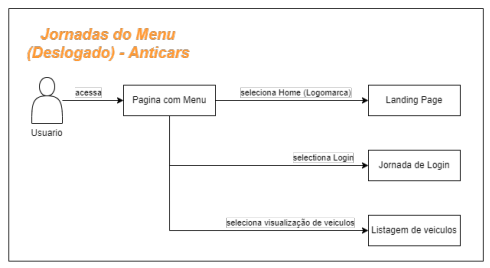 Jornadas do Menu
(Deslogado) - Anticars
acessa
Usuario
Pagina com Menu
seleciona Home (Logomarca)
Landing Page
selectiona Login
Jornada de Login
seleciona visualização de veiculos
Listagem de veiculos